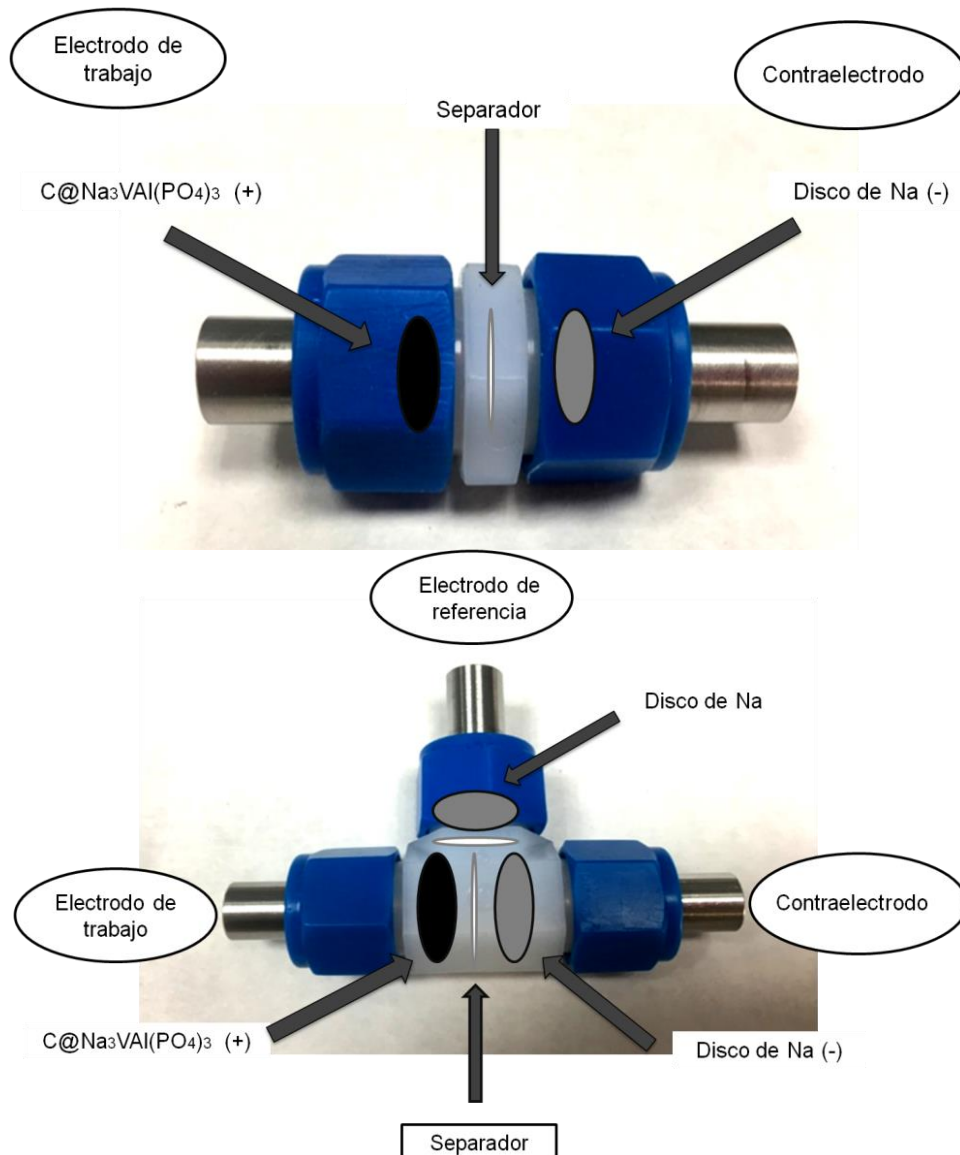 Electrodo de
trabajo
Contraelectrodo
Separador
C@Na₃VAl(PO₄)₃ (+)
Disco de Na (-)
Electrodo de
referencia
Disco de Na
Electrodo de
trabajo
Contraelectrodo
C@Na₃VAl(PO₄)₃ (+)
Disco de Na (-)
Separador